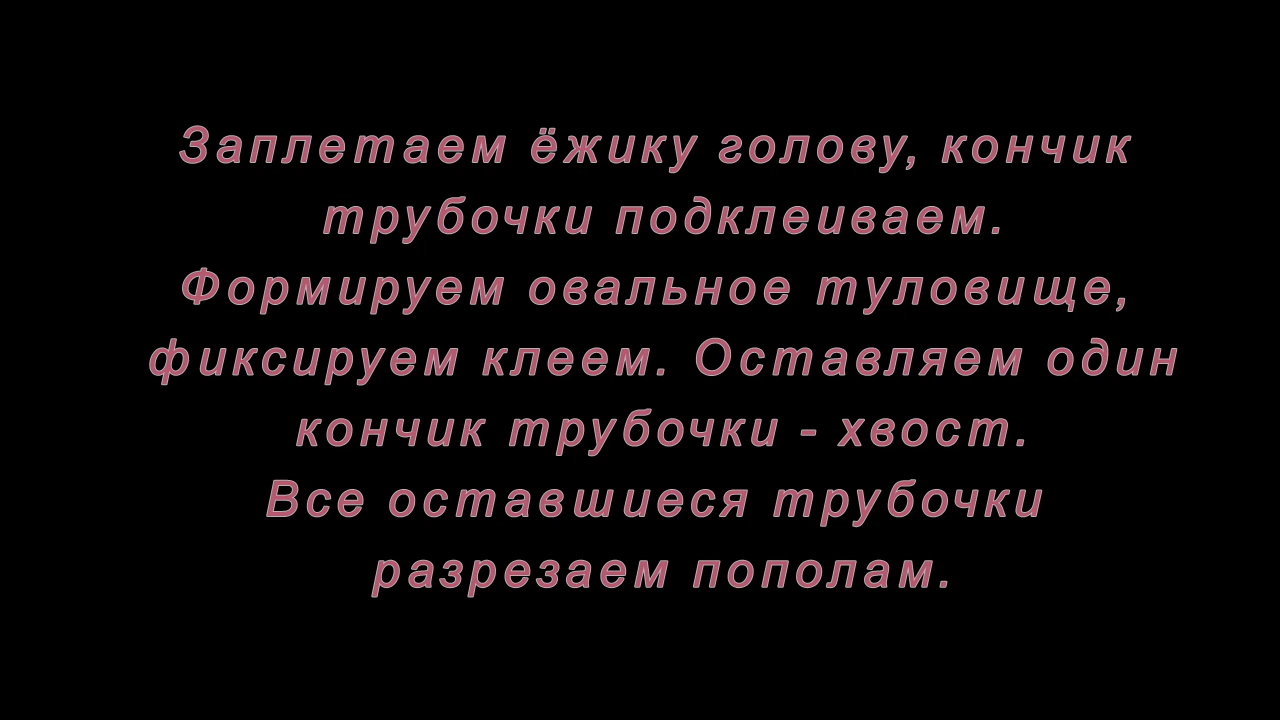 Заплетаем ёжику голову, кончик
трубочки подклеиваем.
Формируем овальное туловище,
фиксируем клеем. Оставляем один
кончик трубочки - хвост.
Все оставшиеся трубочки
разрезаем пополам.